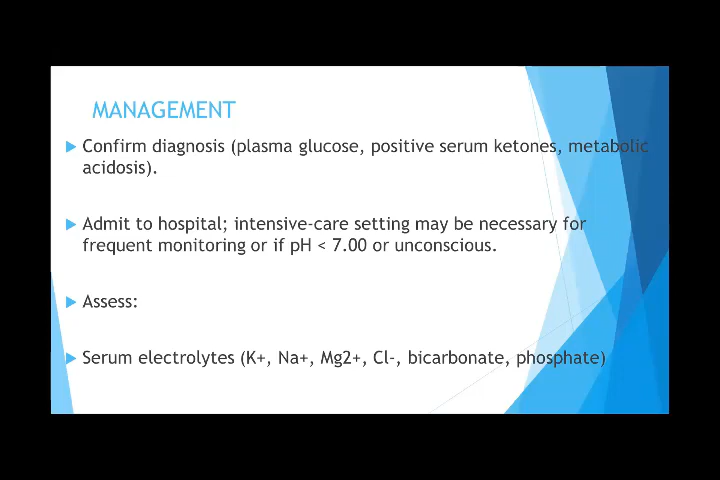 MANAGEMENT
Confirm diagnosis (plasma glucose, positive serum ketones, metabolic
acidosis).
Admit to hospital; intensive-care setting may be necessary for
frequent monitoring or if pH < 7.00 or unconscious.
Assess:
Serum electrolytes (K+, Na+, Mg2+, Cl-, bicarbonate, phosphate)